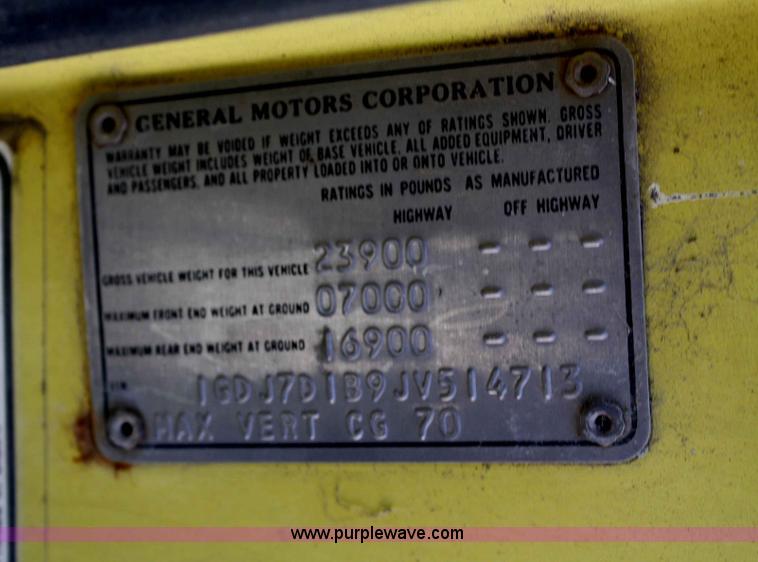 GENERAL MOTORS CORPORATION
WARRANTY MAY BE VOIDED IF WEIGHT EXCEEDS ANY OF RATINGS SHOWN. GROSS
VEHICLE WEIGHT INCLUDES WEIGHT OF BASE VEHICLE, ALL ADDED EQUIPMENT, DRIVER
AND PASSENGERS, AND ALL PROPERTY LOADED INTO OR ONTO VEHICLE.
RATINGS IN POUNDS AS MANUFACTURED
HIGHWAY OFF HIGHWAY
GROSS VEHICLE WEIGHT FOR THIS VEHICLE 23900 - - -
MAXIMUM FRONT END WEIGHT AT GROUND 07000 - - -
MAXIMUM REAR END WEIGHT AT GROUND 16900 - - -
VIN 1GDJ7D1B9JV514713
MAX VERT CG 70
www.purplewave.com